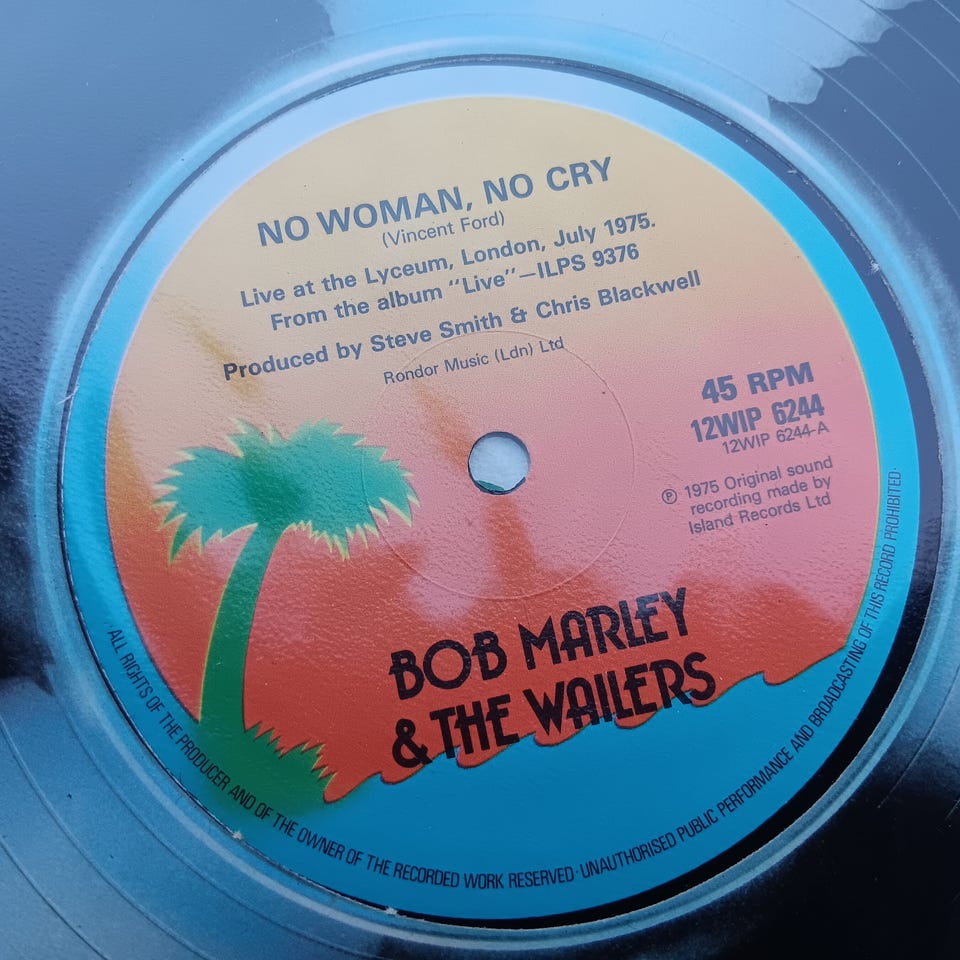 NO WOMAN, NO CRY
(Vincent Ford)
Live at the Lyceum, London, July 1975.
From the album "Live"—ILPS 9376
Produced by Steve Smith & Chris Blackwell
Rondor Music (Ldn) Ltd
45 RPM
12WIP 6244
12WIP 6244-A
℗ 1975 Original sound
recording made by
Island Records Ltd
BOB MARLEY
& THE WAILERS
ALL RIGHTS OF THE PRODUCER AND OF THE OWNER OF THE RECORDED WORK RESERVED · UNAUTHORISED PUBLIC PERFORMANCE AND BROADCASTING OF THIS RECORD PROHIBITED ·